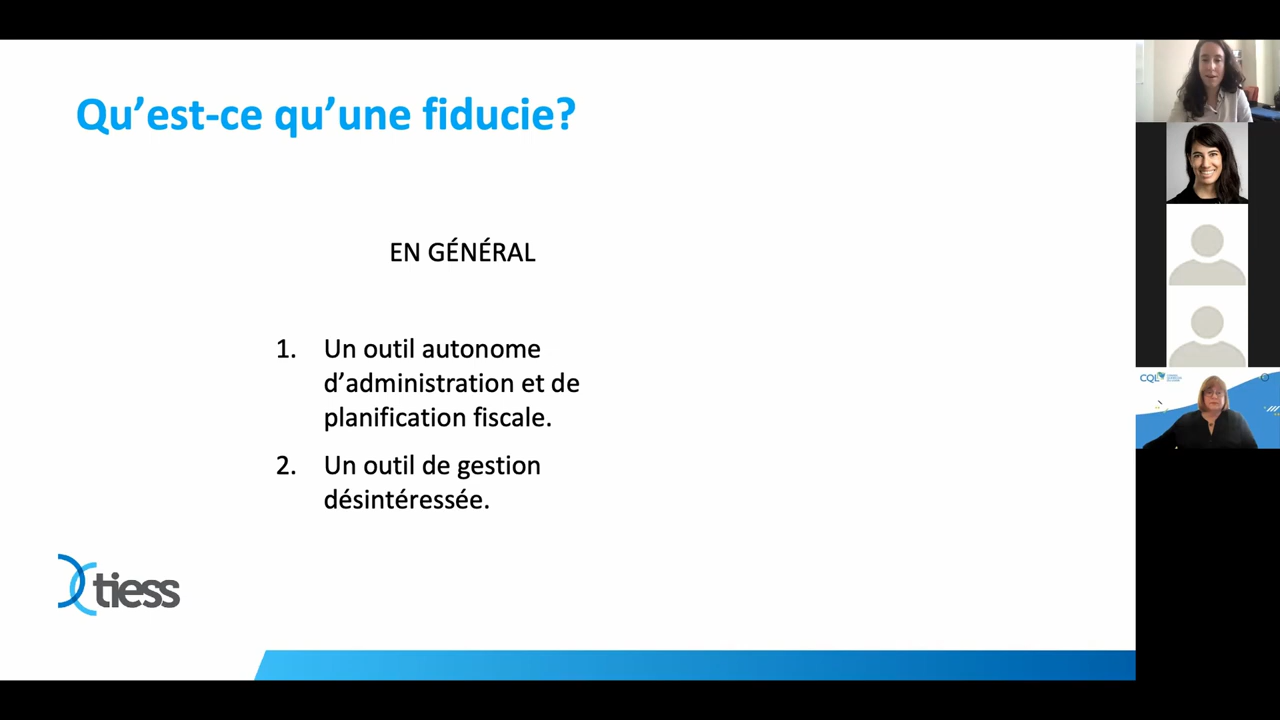 Qu’est-ce qu’une fiducie?
EN GÉNÉRAL
1. Un outil autonome
d’administration et de
planification fiscale.
2. Un outil de gestion
désintéressée.
tiess
CQL